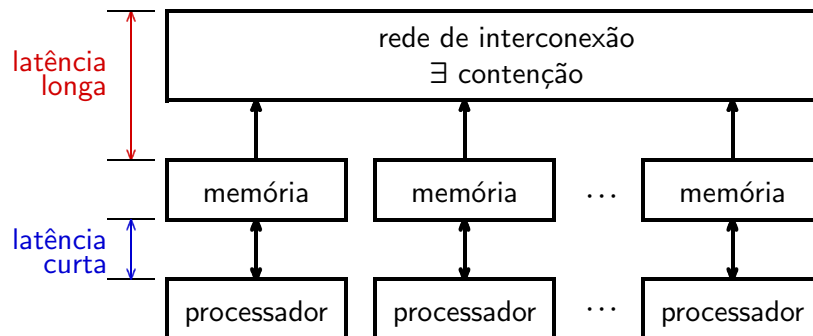 rede de interconexão
∃ contenção
latência
longa
memória memória ... memória
latência
curta
processador processador ... processador